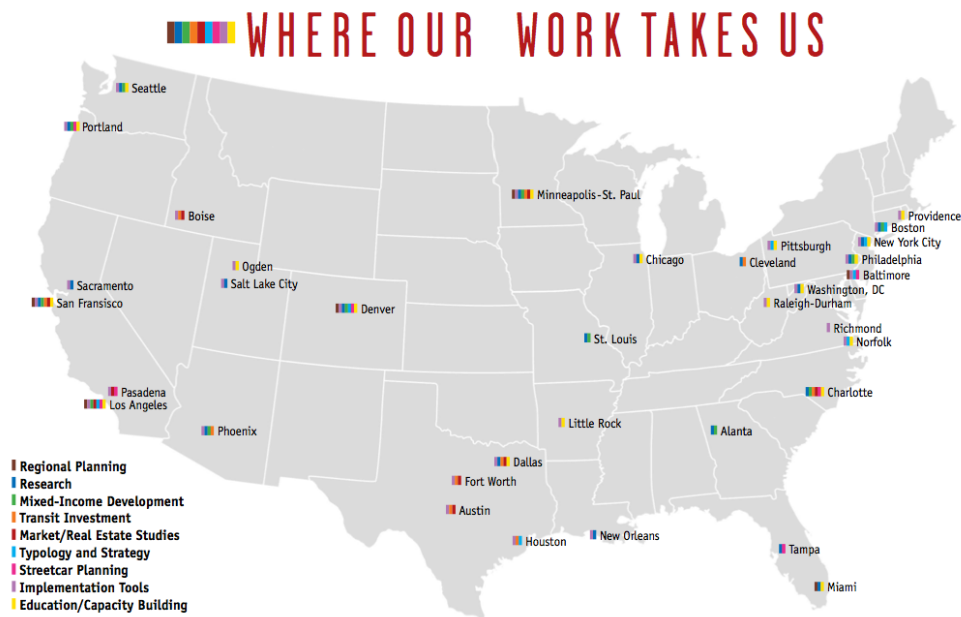 WHERE OUR WORK TAKES US
Seattle
Portland
Minneapolis-St. Paul
Boise
Providence
Boston
New York City
Pittsburgh
Chicago
Cleveland
Philadelphia
Ogden
Baltimore
Sacramento
Salt Lake City
Washington, DC
San Fransisco
Raleigh-Durham
Denver
Richmond
St. Louis
Norfolk
Pasadena
Charlotte
Los Angeles
Little Rock
Phoenix
Alanta
Dallas
Fort Worth
Austin
New Orleans
Houston
Tampa
Miami
Regional Planning
Research
Mixed-Income Development
Transit Investment
Market/Real Estate Studies
Typology and Strategy
Streetcar Planning
Implementation Tools
Education/Capacity Building